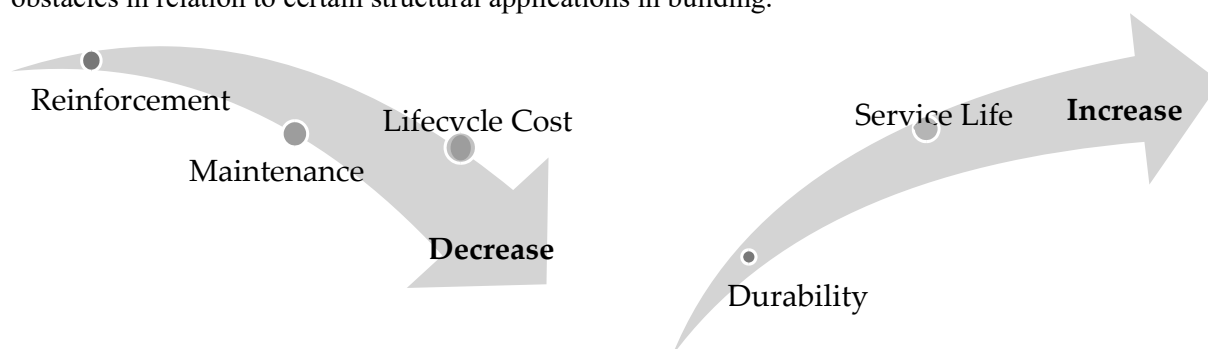 obstacles in relation to certain structural applications in building.
Reinforcement
Lifecycle Cost
Maintenance
Decrease
Service Life
Increase
Durability